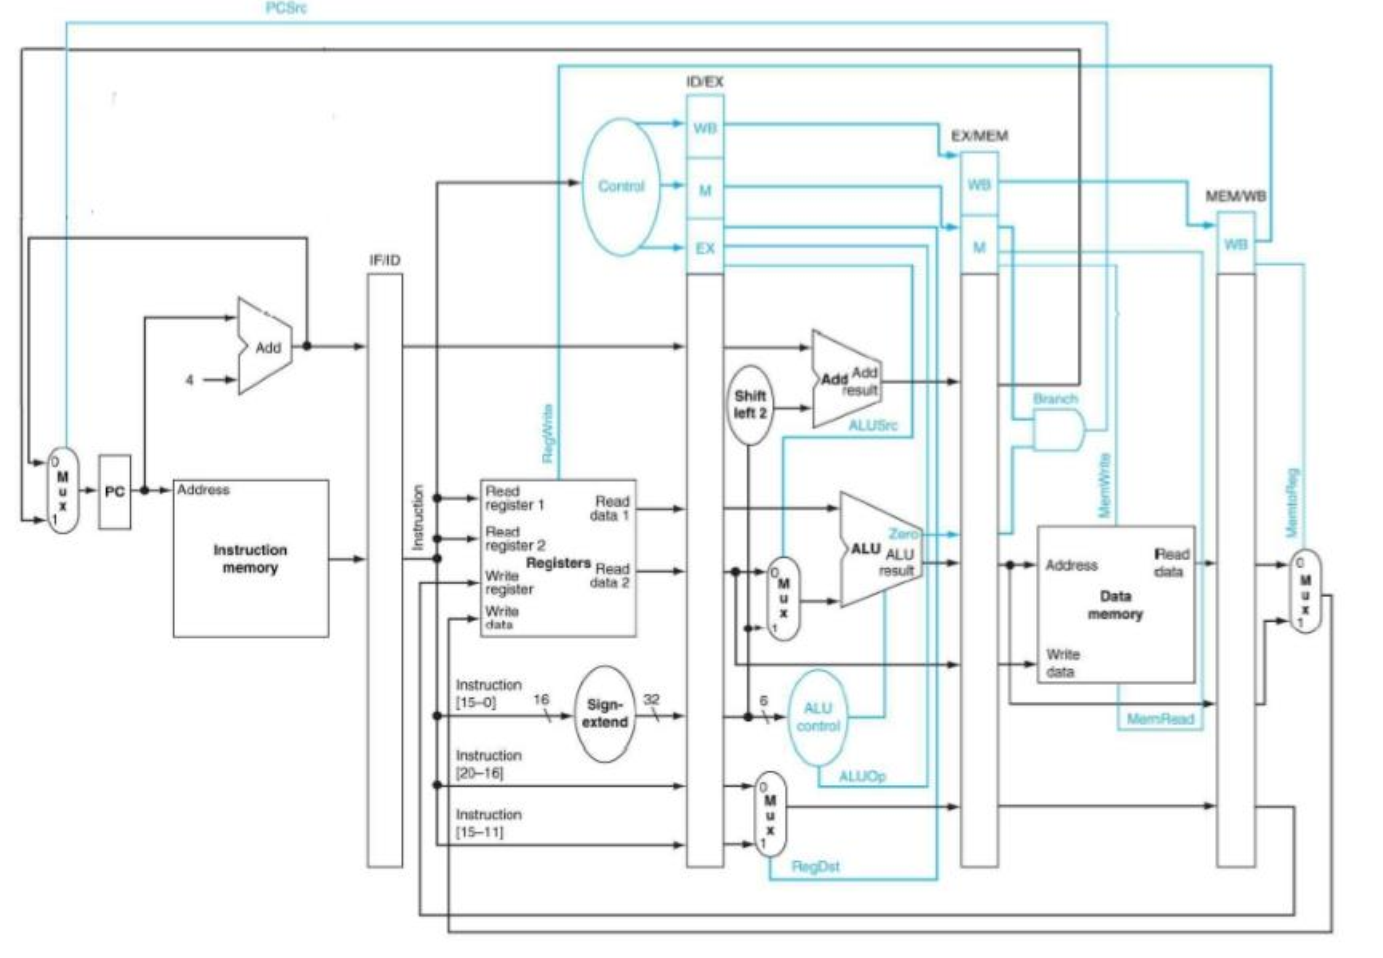 PCSrc
ID/EX
WB
EX/MEM
Control
M
WB
MEM/WB
EX
M
WB
IF/ID
Add
4
Add
Add
result
Shift
left 2
ALUSrc
Branch
RegWrite
0
M
u
x
1
PC
Address
Instruction
memory
Instruction
Read
register 1
Read
register 2
Write
register
Write
data
Registers
Read
data 1
Read
data 2
0
M
u
x
1
Zero
ALU
ALU
result
MemWrite
Address
Read
data
Data
memory
Write
data
MemtoReg
0
M
u
x
1
Instruction
[15–0]
16
Sign-
extend
32
6
ALU
control
MemRead
Instruction
[20–16]
ALUOp
0
M
u
x
1
Instruction
[15–11]
RegDst